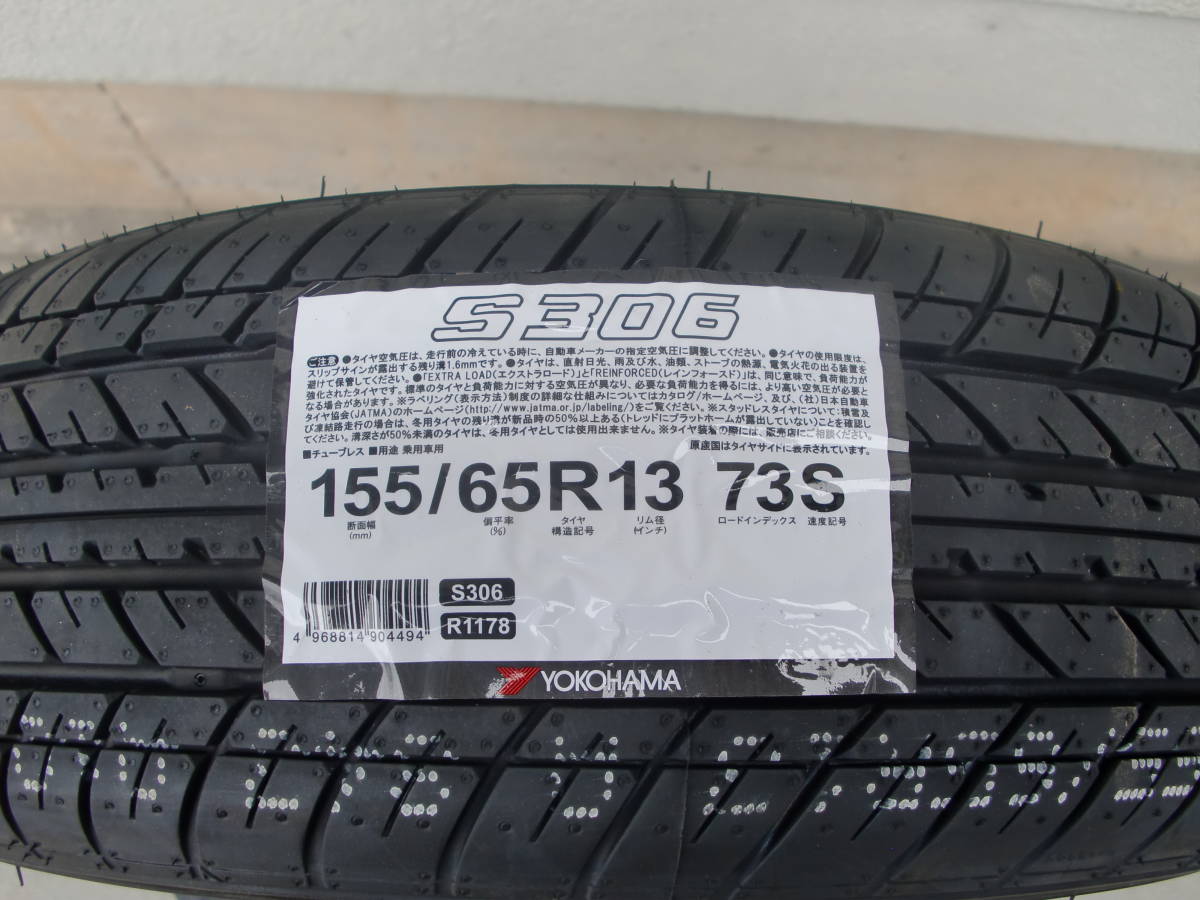 S306
ご注意 ●タイヤ空気圧は、走行前の冷えている時に、自動車メーカーの指定空気圧に調整してください。●タイヤの使用限度は、
スリップサインが露出する残り溝1.6mmです。●タイヤは、直射日光、雨及び水、油類、ストーブの熱源、電気火花の出る装置を
避けて保管してください。●「EXTRA LOAD(エクストラロード)」と「REINFORCED(レインフォースド)」は、同じ意味で、負荷能力が
強化されたタイヤです。標準のタイヤと負荷能力に対する空気圧が異なり、必要な負荷能力を得るには、より高い空気圧が必要と
なる場合があります。※ラベリング(表示方法)制度の詳細な仕組みについてはカタログ/ホームページ、及び、(社)日本自動車
タイヤ協会(JATMA)のホームページ(http://www.jatma.or.jp/labeling/)をご覧ください。※スタッドレスタイヤについて:積雪及
び凍結路走行の場合は、冬用タイヤの残り溝が新品時の50%以上ある(トレッドにプラットホームが露出していない)ことを確認し
てください。溝深さが50%未満のタイヤは、冬用タイヤとしては使用出来ません。※タイヤ装着の際には、販売店にご相談ください。
■チューブレス ■用途 乗用車用 原産国はタイヤサイドに表示されています。
155/65R13 73S
断面幅(mm) 偏平率(%) タイヤ構造記号 リム径(インチ) ロードインデックス 速度記号
S306
R1178
4 968814 904494
YOKOHAMA